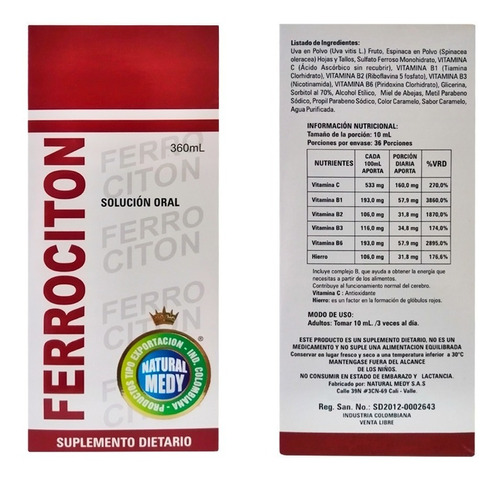 360mL
FERRO
CITON
SOLUCIÓN ORAL
FERRO
CITON
FERRO
CITON
FERROCITON
PRODUCTOS TIPO EXPORTACION - IND. COLOMBIANA
NATURAL
MEDY
®
SUPLEMENTO DIETARIO
Listado de Ingredientes:
Uva en Polvo (Uva vitis L.) Fruto, Espinaca en Polvo (Spinacea
oleracea) Hojas y Tallos, Sulfato Ferroso Monohidrato, VITAMINA
C (Ácido Ascórbico sin recubrir), VITAMINA B1 (Tiamina
Clorhidrato), VITAMINA B2 (Riboflavina 5 fosfato), VITAMINA B3
(Nicotinamida), VITAMINA B6 (Piridoxina Clorhidrato), Glicerina,
Sorbitol al 70%, Alcohol Etílico, Miel de Abejas, Metil Parabeno
Sódico, Propil Parabeno Sódico, Color Caramelo, Sabor Caramelo,
Agua Purificada.
INFORMACIÓN NUTRICIONAL:
Tamaño de la porción: 10 mL
Porciones por envase: 36 Porciones
NUTRIENTES CADA 100mL APORTA PORCIÓN DIARIA APORTA %VRD
Vitamina C 533 mg 160,0 mg 270,0%
Vitamina B1 193,0 mg 57.9 mg 3860,0%
Vitamina B2 106,0 mg 31.8 mg 1870,0%
Vitamina B3 116,0 mg 34.8 mg 174,0%
Vitamina B6 193,0 mg 57.9 mg 2895,0%
Hierro 106,0 mg 31,8 mg 176,6%
Incluye complejo B, que ayuda a obtener la energía que
necesitas a partir de los alimentos.
Contribuye al funcionamiento normal del cerebro.
Vitamina C : Antioxidante
Hierro: es un factor en la formación de glóbulos rojos.
MODO DE USO:
Adultos: Tomar 10 mL. /3 veces al día.
ESTE PRODUCTO ES UN SUPLEMENTO DIETARIO, NO ES UN
MEDICAMENTO Y NO SUPLE UNA ALIMENTACION EQUILIBRADA
Conservar en lugar fresco y seco a una temperatura inferior a 30°C
MANTENGASE FUERA DEL ALCANCE
DE LOS NIÑOS.
NO CONSUMIR EN ESTADO DE EMBARAZO Y LACTANCIA.
Fabricado por: NATURAL MEDY S.A.S
Calle 39N #3CN-69 Cali - Valle.
Reg. San. No.: SD2012-0002643
INDUSTRIA COLOMBIANA
VENTA LIBRE